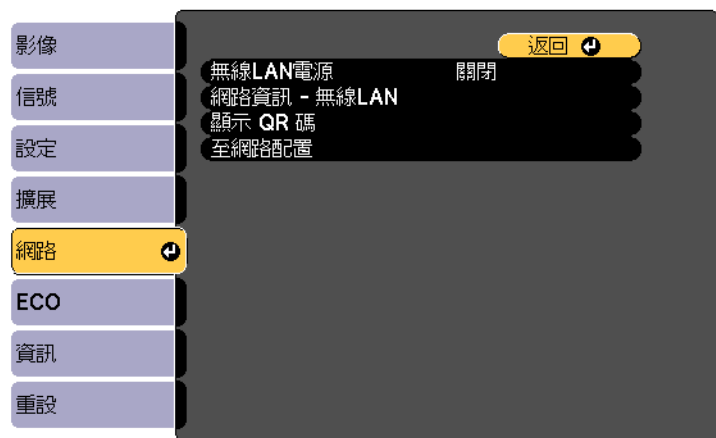 影像
信號
設定
擴展
網路
ECO
資訊
重設
返回
無線LAN電源 關閉
網路資訊 - 無線LAN
顯示 QR 碼
至網路配置